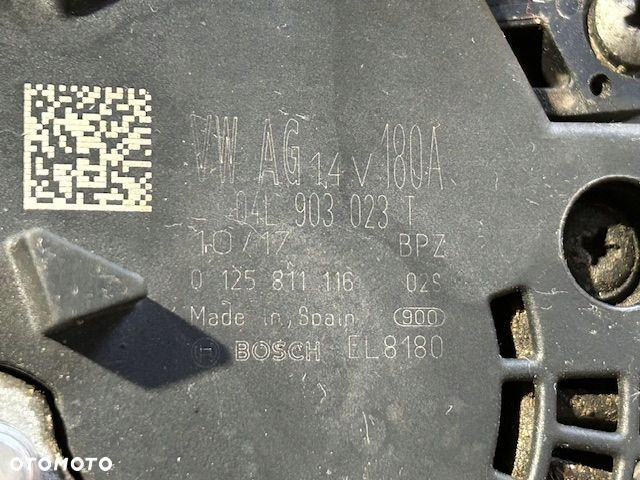 VW AG 14V 180A
04L 903 023 T
10/17 BPZ
0 125 811 116 02S
Made in Spain 900
BOSCH EL8180
OTOMOTO